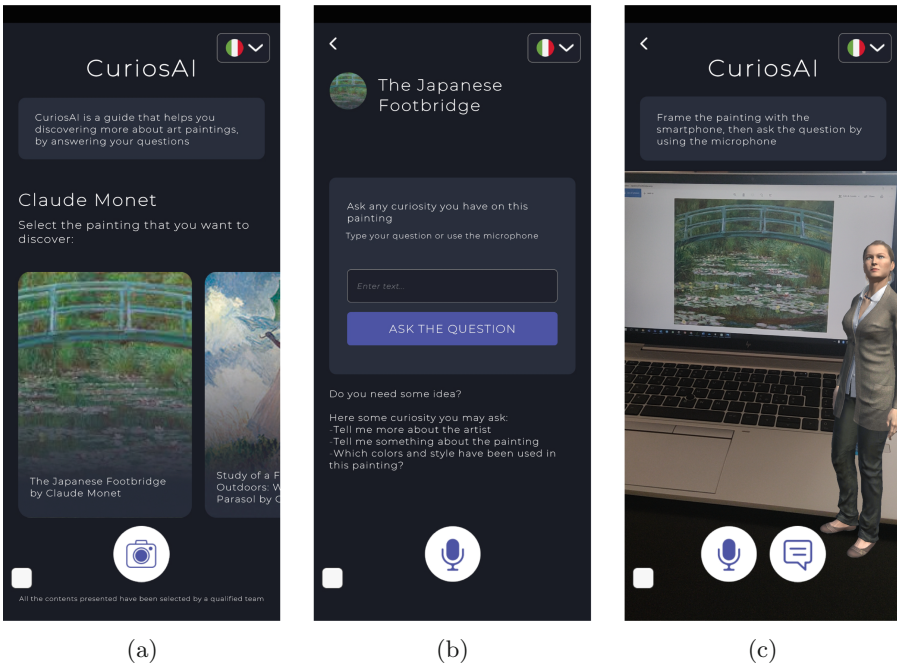 CuriosAI
CuriosAI is a guide that helps you
discovering more about art paintings,
by answering your questions
Claude Monet
Select the painting that you want to
discover:
The Japanese Footbridge
by Claude Monet
Study of a F
Outdoors: W
Parasol by C
All the contents presented have been selected by a qualified team
(a)
The Japanese
Footbridge
Ask any curiosity you have on this
painting
Type your question or use the microphone
Enter text...
ASK THE QUESTION
Do you need some idea?
Here some curiosity you may ask:
-Tell me more about the artist
-Tell me something about the painting
-Which colors and style have been used in
this painting?
(b)
CuriosAI
Frame the painting with the
smartphone, then ask the question by
using the microphone
(c)